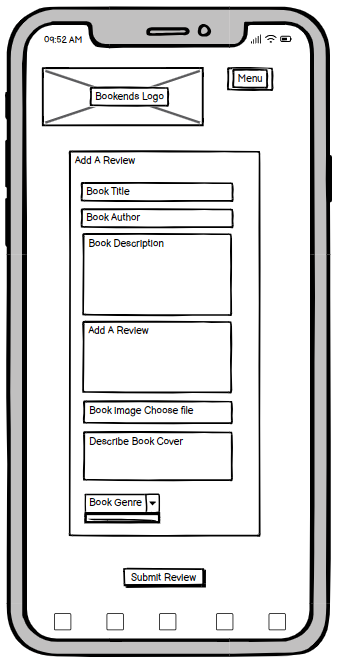 09:52 AM
Menu
Bookends Logo
Add A Review
Book Title
Book Author
Book Description
Add A Review
Book Image Choose file
Describe Book Cover
Book Genre
Submit Review